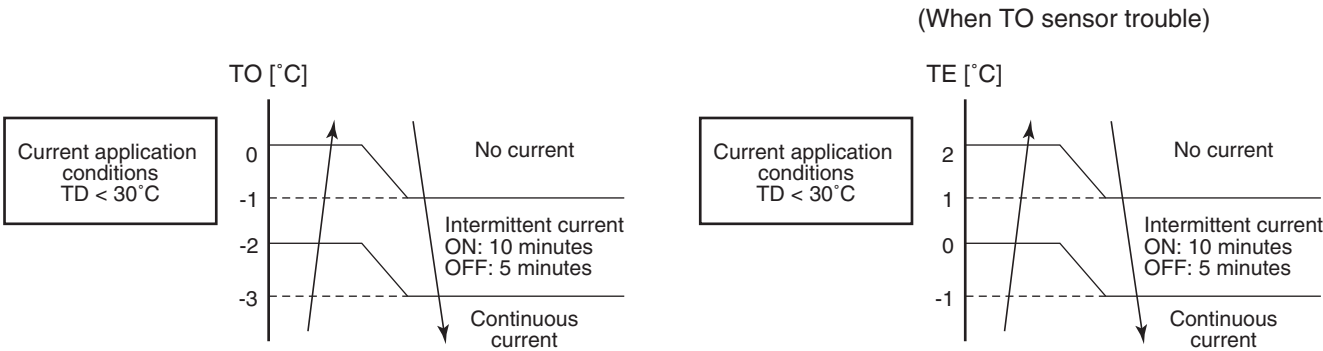 (When TO sensor trouble)
TO [˚C]
Current application
conditions
TD < 30˚C
0
-1
-2
-3
No current
Intermittent current
ON: 10 minutes
OFF: 5 minutes
Continuous
current
TE [˚C]
Current application
conditions
TD < 30˚C
2
1
0
-1
No current
Intermittent current
ON: 10 minutes
OFF: 5 minutes
Continuous
current